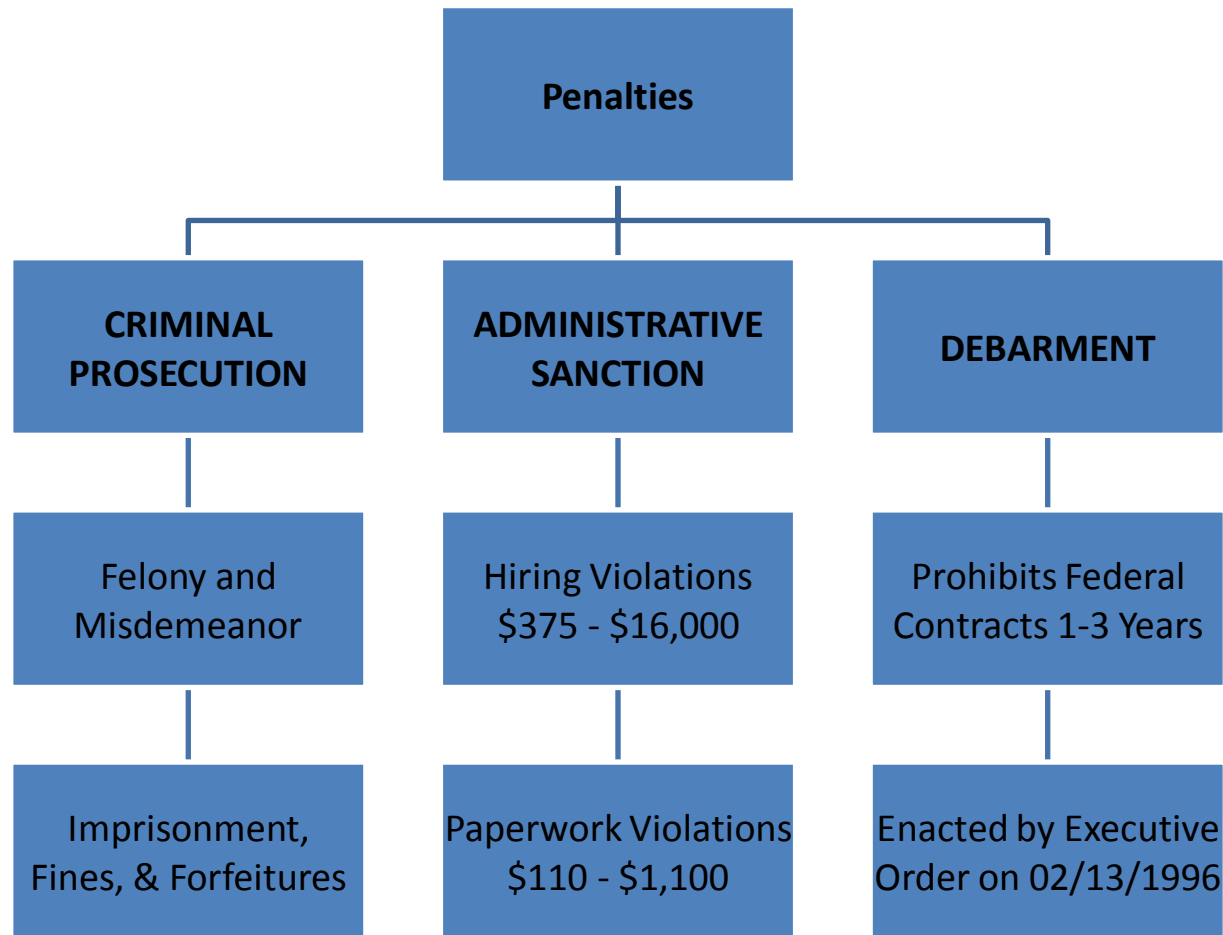 Penalties
CRIMINAL
PROSECUTION
ADMINISTRATIVE
SANCTION
DEBARMENT
Felony and
Misdemeanor
Hiring Violations
$375 - $16,000
Prohibits Federal
Contracts 1-3 Years
Imprisonment,
Fines, & Forfeitures
Paperwork Violations
$110 - $1,100
Enacted by Executive
Order on 02/13/1996